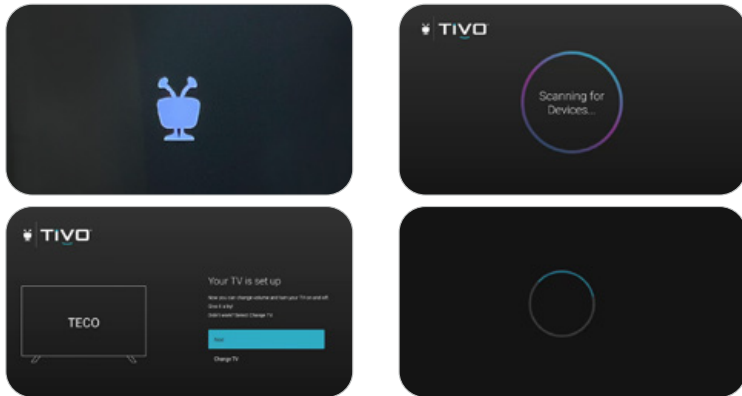 TIVO
Scanning for
Devices...
TIVO
TECO
Your TV is set up
Now you can change volume and turn your TV on and off.
Give it a try!
Didn't work? Select Change TV
Change TV